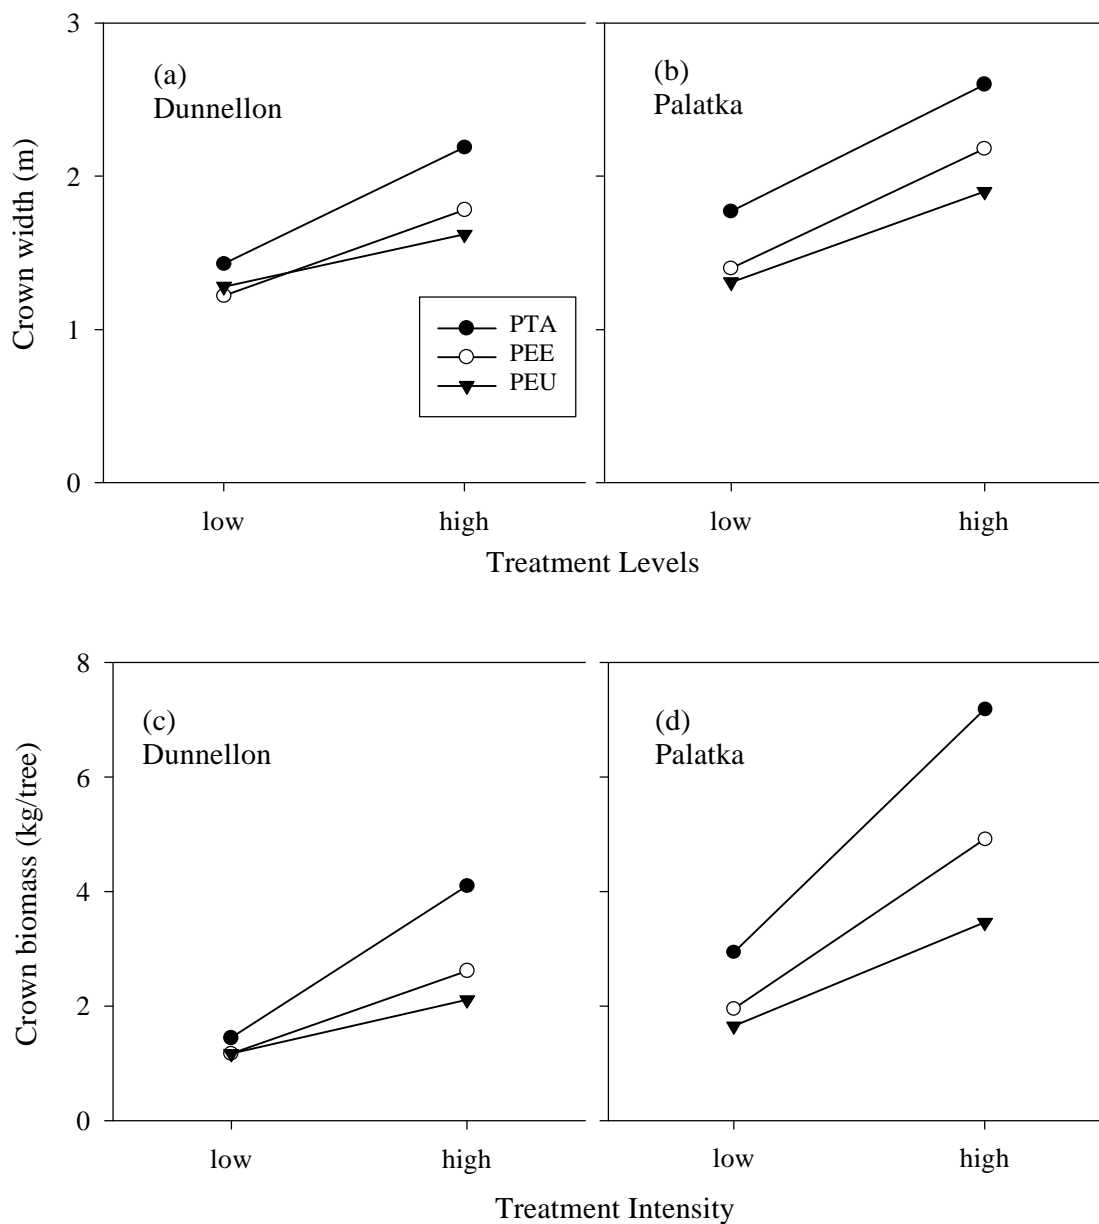 3
2
1
0
Crown width (m)
(a)
Dunnellon
(b)
Palatka
PTA
PEE
PEU
low
high
low
high
Treatment Levels
8
6
4
2
0
Crown biomass (kg/tree)
(c)
Dunnellon
(d)
Palatka
low
high
low
high
Treatment Intensity